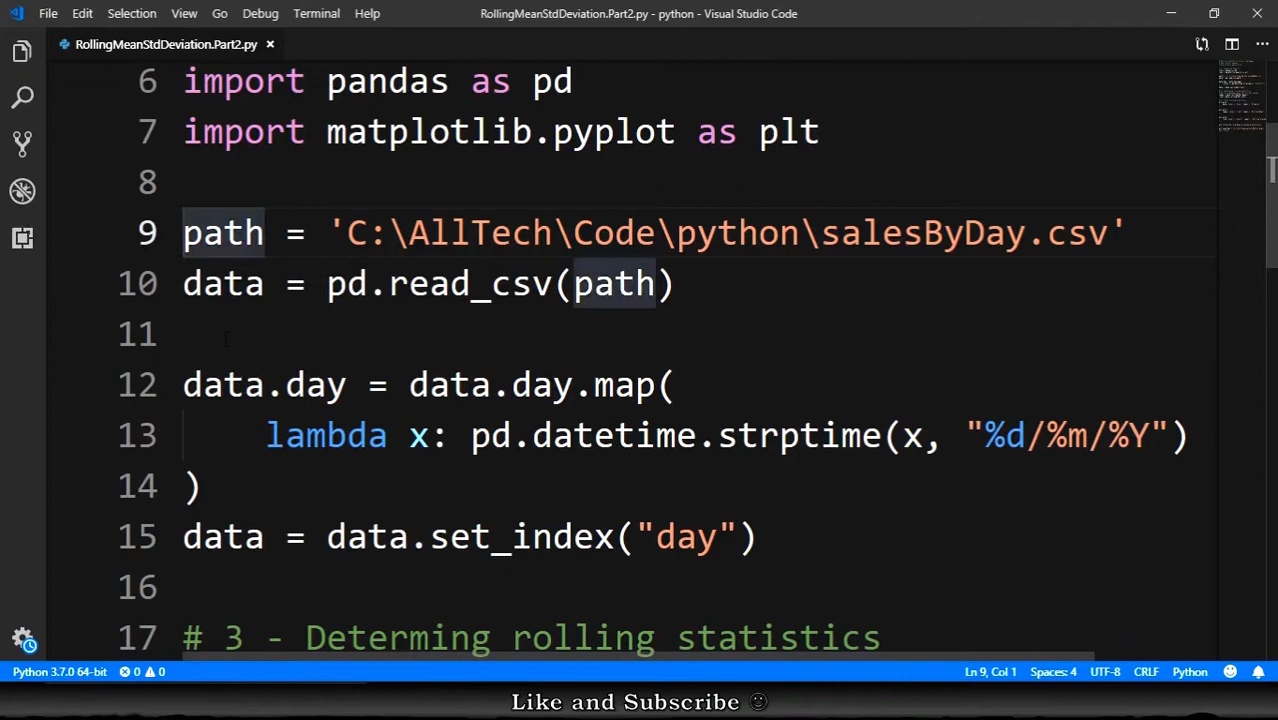 File Edit Selection View Go Debug Terminal Help
RollingMeanStdDeviation.Part2.py - python - Visual Studio Code
RollingMeanStdDeviation.Part2.py ×
6 import pandas as pd
7 import matplotlib.pyplot as plt
8
9 path = 'C:\AllTech\Code\python\salesByDay.csv'
10 data = pd.read_csv(path)
11
12 data.day = data.day.map(
13 lambda x: pd.datetime.strptime(x, "%d/%m/%Y")
14 )
15 data = data.set_index("day")
16
17 # 3 - Determing rolling statistics
Python 3.7.0 64-bit 0 0 Ln 9, Col 1 Spaces: 4 UTF-8 CRLF Python
Like and Subscribe ☺